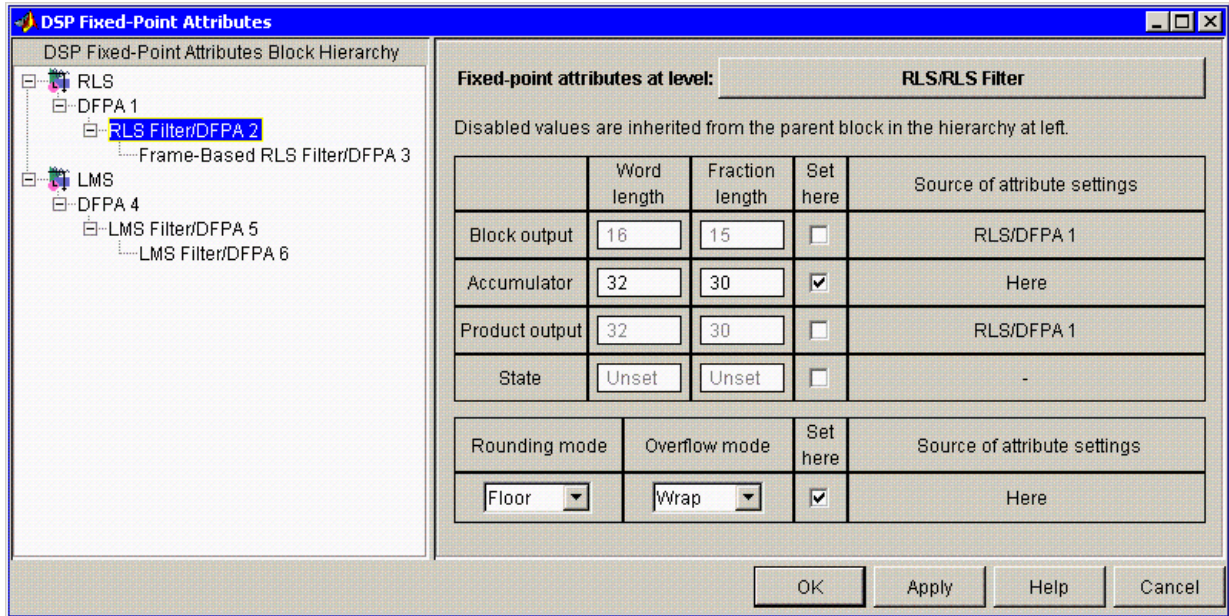 DSP Fixed-Point Attributes
DSP Fixed-Point Attributes Block Hierarchy
RLS
DFPA 1
RLS Filter/DFPA 2
Frame-Based RLS Filter/DFPA 3
LMS
DFPA 4
LMS Filter/DFPA 5
LMS Filter/DFPA 6
Fixed-point attributes at level: RLS/RLS Filter
Disabled values are inherited from the parent block in the hierarchy at left.
Word length Fraction length Set here Source of attribute settings
Block output 16 15 RLS/DFPA 1
Accumulator 32 30 Here
Product output 32 30 RLS/DFPA 1
State Unset Unset -
Rounding mode Overflow mode Set here Source of attribute settings
Floor Wrap Here
OK Apply Help Cancel